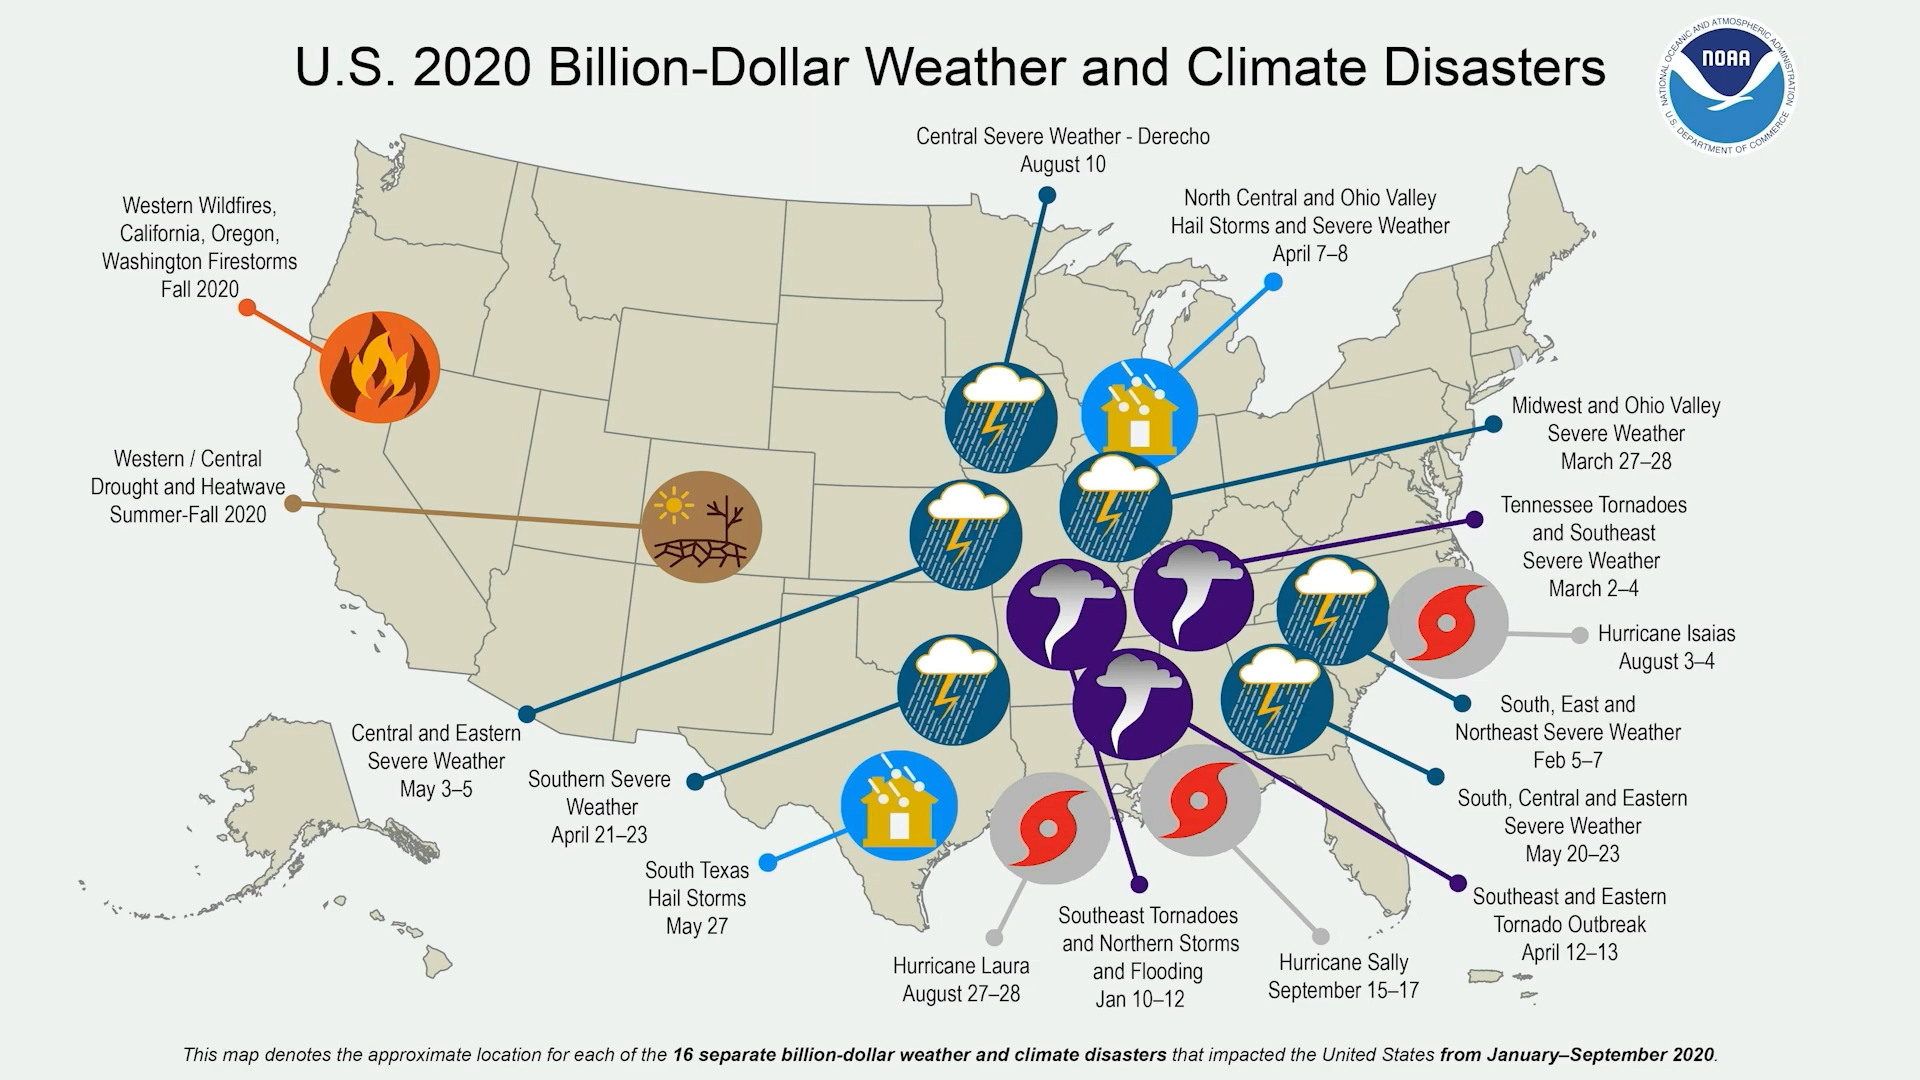 U.S. 2020 Billion-Dollar Weather and Climate Disasters
NATIONAL OCEANIC AND ATMOSPHERIC ADMINISTRATION
NOAA
U.S. DEPARTMENT OF COMMERCE
Central Severe Weather - Derecho
August 10
North Central and Ohio Valley
Hail Storms and Severe Weather
April 7–8
Western Wildfires,
California, Oregon,
Washington Firestorms
Fall 2020
Midwest and Ohio Valley
Severe Weather
March 27–28
Western / Central
Drought and Heatwave
Summer-Fall 2020
Tennessee Tornadoes
and Southeast
Severe Weather
March 2–4
Hurricane Isaias
August 3–4
South, East and
Northeast Severe Weather
Feb 5–7
Central and Eastern
Severe Weather
May 3–5
Southern Severe
Weather
April 21–23
South, Central and Eastern
Severe Weather
May 20–23
South Texas
Hail Storms
May 27
Southeast and Eastern
Tornado Outbreak
April 12–13
Hurricane Laura
August 27–28
Southeast Tornadoes
and Northern Storms
and Flooding
Jan 10–12
Hurricane Sally
September 15–17
This map denotes the approximate location for each of the 16 separate billion-dollar weather and climate disasters that impacted the United States from January–September 2020.